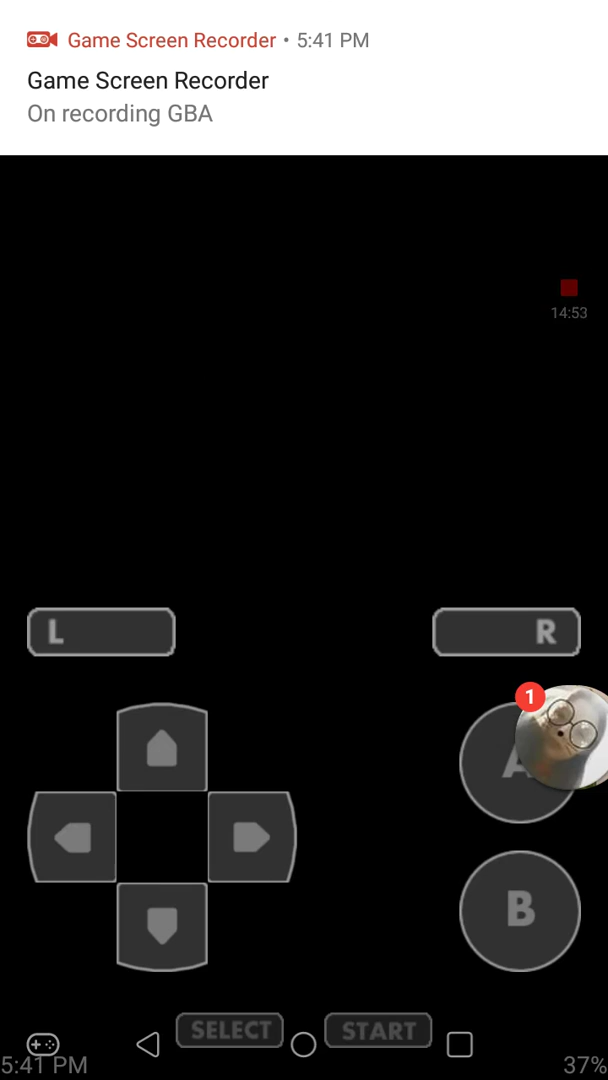 Game Screen Recorder • 5:41 PM
Game Screen Recorder
On recording GBA
14:53
L
R
1
A
B
SELECT
START
5:41 PM
37%